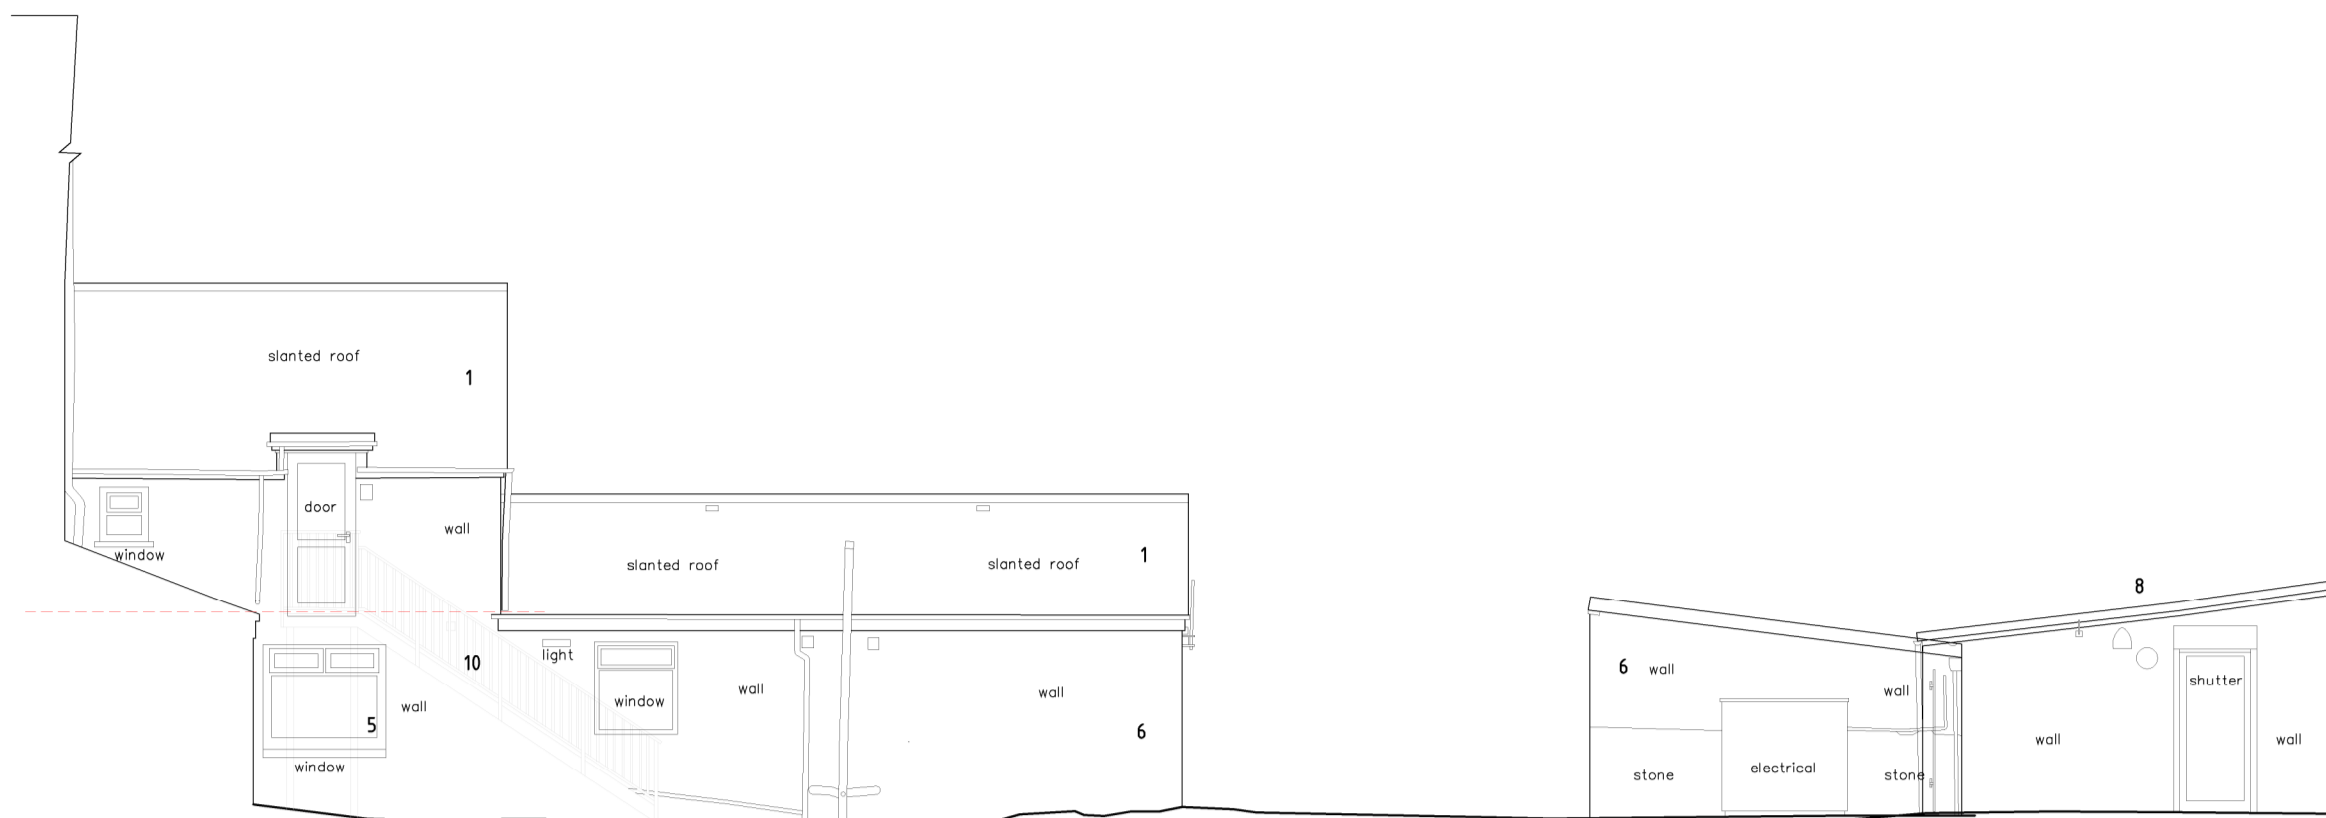 slanted roof
1
door
wall
window
slanted roof
slanted roof
1
8
light
10
window
wall
wall
wall
5
6
window
6
wall
wall
shutter
wall
wall
stone
electrical
stone